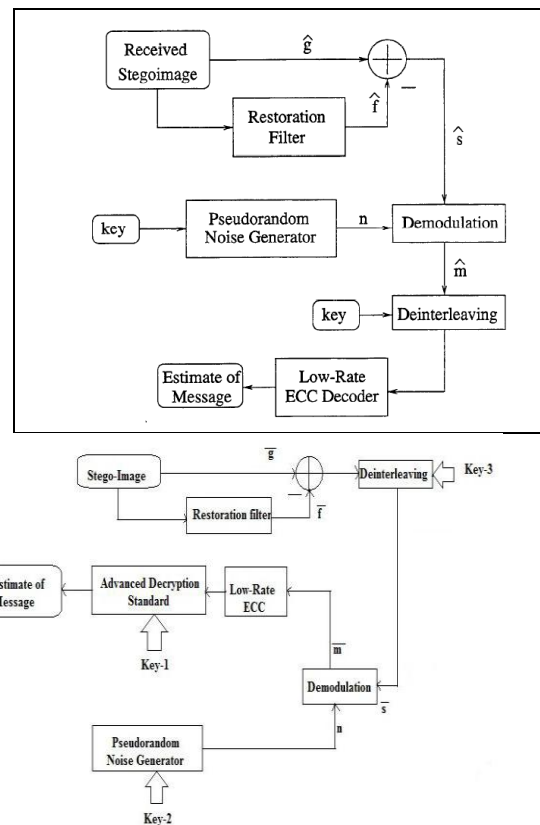 Received
Stegoimage
ĝ
+
−
f̂
Restoration
Filter
ŝ
key
Pseudorandom
Noise Generator
n
Demodulation
m̂
key
Deinterleaving
Estimate of
Message
Low-Rate
ECC Decoder
g̅
Stego-Image
Deinterleaving
Key-3
−
Restoration filter
f̅
Advanced Decryption
Standard
Low-Rate
ECC
stimate of
essage
m̅
Key-1
Demodulation
s̅
n
Pseudorandom
Noise Generator
Key-2